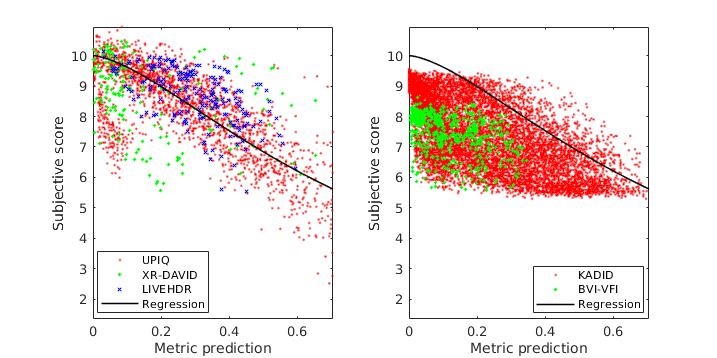 10
9
8
7
6
5
4
3
2
Subjective score
0
0.2
0.4
0.6
Metric prediction
UPIQ
XR-DAVID
LIVEHDR
Regression
10
9
8
7
6
5
4
3
2
Subjective score
0
0.2
0.4
0.6
Metric prediction
KADID
BVI-VFI
Regression